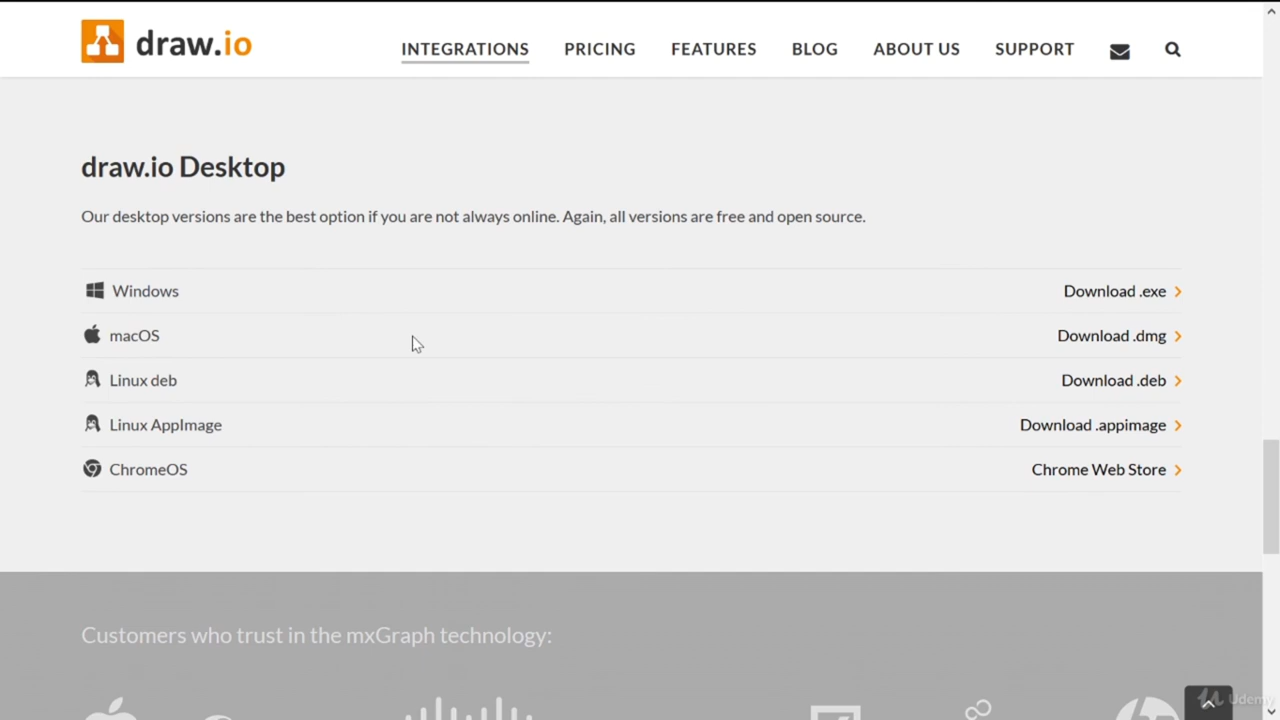 draw.io
INTEGRATIONS PRICING FEATURES BLOG ABOUT US SUPPORT
draw.io Desktop
Our desktop versions are the best option if you are not always online. Again, all versions are free and open source.
Windows Download .exe
macOS Download .dmg
Linux deb Download .deb
Linux AppImage Download .appimage
ChromeOS Chrome Web Store
Customers who trust in the mxGraph technology:
hp
Udemy